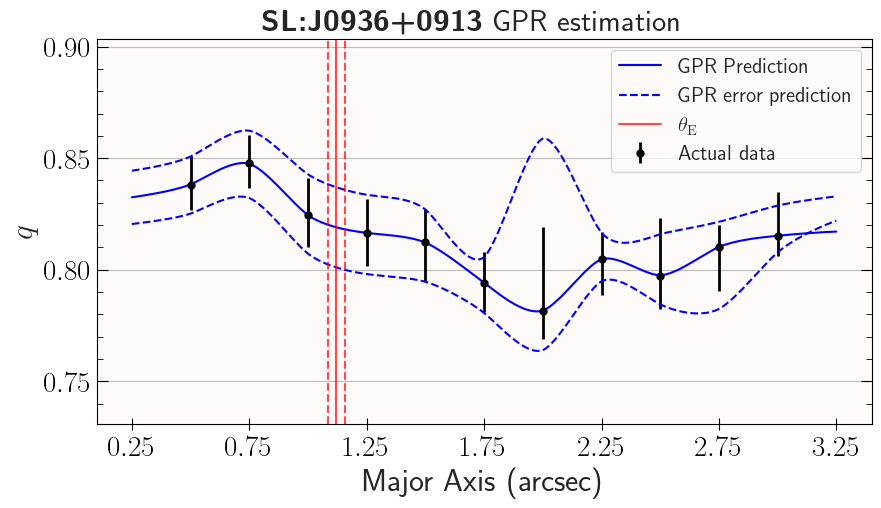 SL:J0936+0913 GPR estimation
GPR Prediction
GPR error prediction
θE
Actual data
q
0.90
0.85
0.80
0.75
0.25 0.75 1.25 1.75 2.25 2.75 3.25
Major Axis (arcsec)